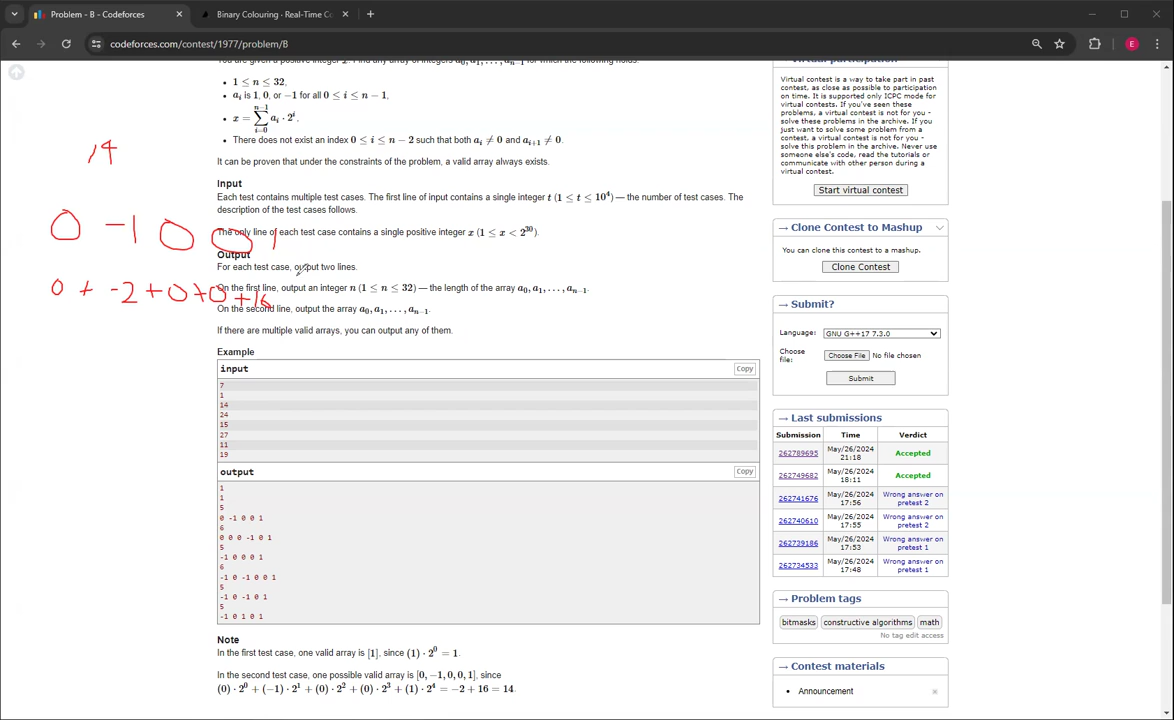 Problem - B - Codeforces
Binary Colouring · Real-Time Co
codeforces.com/contest/1977/problem/B
E
1 ≤ n ≤ 32,
a_i is 1, 0, or −1 for all 0 ≤ i ≤ n − 1,
x = ∑_{i=0}^{n−1} a_i · 2^i,
There does not exist an index 0 ≤ i ≤ n − 2 such that both a_i ≠ 0 and a_{i+1} ≠ 0.
It can be proven that under the constraints of the problem, a valid array always exists.
Input
Each test contains multiple test cases. The first line of input contains a single integer t (1 ≤ t ≤ 10^4) — the number of test cases. The
description of the test cases follows.
The only line of each test case contains a single positive integer x (1 ≤ x < 2^30).
Output
For each test case, output two lines.
On the first line, output an integer n (1 ≤ n ≤ 32) — the length of the array a_0, a_1, . . . , a_{n−1}.
On the second line, output the array a_0, a_1, . . . , a_{n−1}.
If there are multiple valid arrays, you can output any of them.
Example
input
Copy
7
1
14
24
15
27
11
19
output
Copy
1
1
5
0 -1 0 0 1
6
0 0 0 -1 0 1
5
-1 0 0 0 1
6
-1 0 -1 0 0 1
5
-1 0 -1 0 1
5
-1 0 1 0 1
Note
In the first test case, one valid array is [1], since (1) · 2^0 = 1.
In the second test case, one possible valid array is [0, −1, 0, 0, 1], since
(0) · 2^0 + (−1) · 2^1 + (0) · 2^2 + (0) · 2^3 + (1) · 2^4 = −2 + 16 = 14.
14
0 -1 0 0 1
0 + -2 + 0 + 0 + 16
Virtual contest is a way to take part in past
contest, as close as possible to participation
on time. It is supported only ICPC mode for
virtual contests. If you've seen these
problems, a virtual contest is not for you -
solve these problems in the archive. If you
just want to solve some problem from a
contest, a virtual contest is not for you -
solve this problem in the archive. Never use
someone else's code, read the tutorials or
communicate with other person during a
virtual contest.
Start virtual contest
→ Clone Contest to Mashup
You can clone this contest to a mashup.
Clone Contest
→ Submit?
Language: GNU G++17 7.3.0
Choose
file:
Choose File No file chosen
Submit
→ Last submissions
Submission Time Verdict
262789695 May/26/2024
21:18 Accepted
262749682 May/26/2024
18:11 Accepted
262741676 May/26/2024
17:56 Wrong answer on
pretest 2
262740610 May/26/2024
17:55 Wrong answer on
pretest 2
262739186 May/26/2024
17:53 Wrong answer on
pretest 1
262734533 May/26/2024
17:48 Wrong answer on
pretest 1
→ Problem tags
bitmasks constructive algorithms math
No tag edit access
→ Contest materials
Announcement